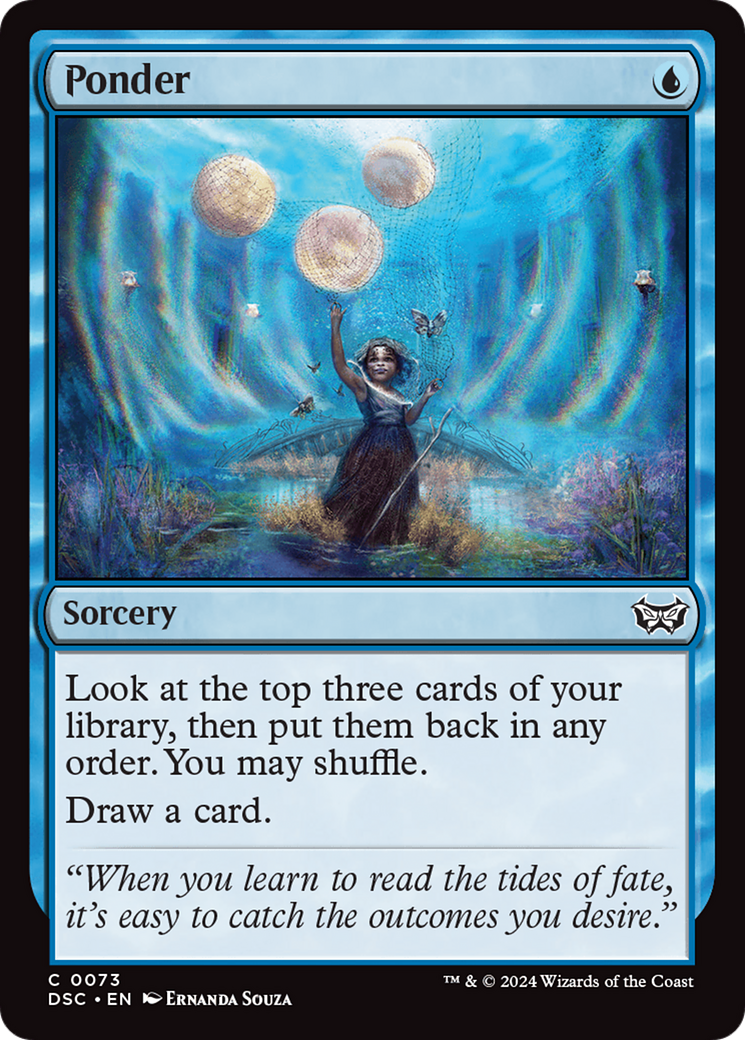 Ponder
Sorcery
Look at the top three cards of your
library, then put them back in any
order. You may shuffle.
Draw a card.
“When you learn to read the tides of fate,
it’s easy to catch the outcomes you desire.”
C 0073
DSC • EN Ernanda Souza
™ & © 2024 Wizards of the Coast